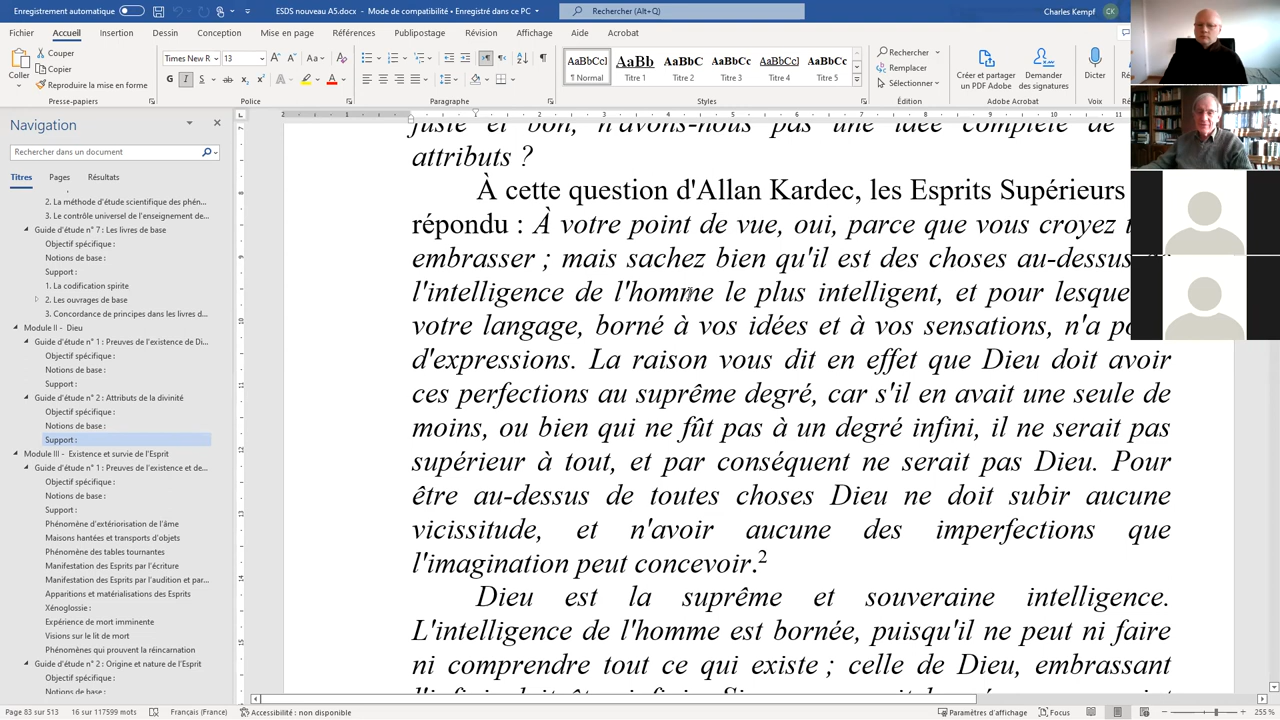 Enregistrement automatique
ESDS nouveau A5.docx - Mode de compatibilité • Enregistré dans ce PC
Rechercher (Alt+Q)
Charles Kempf
CK
Fichier Accueil Insertion Dessin Conception Mise en page Références Publipostage Révision Affichage Aide Acrobat
Coller
Couper
Copier
Reproduire la mise en forme
Presse-papiers
Times New R 13
G I S
Police
Paragraphe
AaBbCcI AaBb AaBbC AaBbCc AaBbCcI AaBbCc
¶ Normal Titre 1 Titre 2 Titre 3 Titre 4 Titre 5
Styles
Rechercher
Remplacer
Sélectionner
Édition
Créer et partager
un PDF Adobe
Demander
des signatures
Adobe Acrobat
Dicter
Voix
Navigation
Rechercher dans un document
Titres Pages Résultats
2. La méthode d'étude scientifique des phén...
3. Le contrôle universel de l'enseignement de...
Guide d'étude n° 7 : Les livres de base
Objectif spécifique :
Notions de base :
Support :
1. La codification spirite
2. Les ouvrages de base
3. Concordance de principes dans les livres d...
Module II - Dieu
Guide d'étude n° 1 : Preuves de l'existence de Di...
Objectif spécifique :
Notions de base :
Support :
Guide d'étude n° 2 : Attributs de la divinité
Objectif spécifique :
Notions de base :
Support :
Module III - Existence et survie de l'Esprit
Guide d'étude n° 1 : Preuves de l'existence et de...
Objectif spécifique :
Notions de base :
Support :
Phénomène d'extériorisation de l'âme
Maisons hantées et transports d'objets
Phénomène des tables tournantes
Manifestation des Esprits par l'écriture
Manifestation des Esprits par l'audition et par...
Apparitions et matérialisations des Esprits
Xénoglossie :
Expérience de mort imminente
Visions sur le lit de mort
Phénomènes qui prouvent la réincarnation
Guide d'étude n° 2 : Origine et nature de l'Esprit
Objectif spécifique :
Notions de base :
juste et bon, n'avons-nous pas une idée complète de
attributs ?
À cette question d'Allan Kardec, les Esprits Supérieurs
répondu : À votre point de vue, oui, parce que vous croyez
embrasser ; mais sachez bien qu'il est des choses au-dessus
l'intelligence de l'homme le plus intelligent, et pour
votre langage, borné à vos idées et à vos sensations, n'a
d'expressions. La raison vous dit en effet que Dieu doit avoir
ces perfections au suprême degré, car s'il en avait une seule de
moins, ou bien qui ne fût pas à un degré infini, il ne serait pas
supérieur à tout, et par conséquent ne serait pas Dieu. Pour
être au-dessus de toutes choses Dieu ne doit subir aucune
vicissitude, et n'avoir aucune des imperfections que
l'imagination peut concevoir.²
Dieu est la suprême et souveraine intelligence.
L'intelligence de l'homme est bornée, puisqu'il ne peut ni faire
ni comprendre tout ce qui existe ; celle de Dieu, embrassant
Page 83 sur 513 16 sur 117599 mots Français (France) Accessibilité : non disponible Paramètres d'affichage Focus 255 %